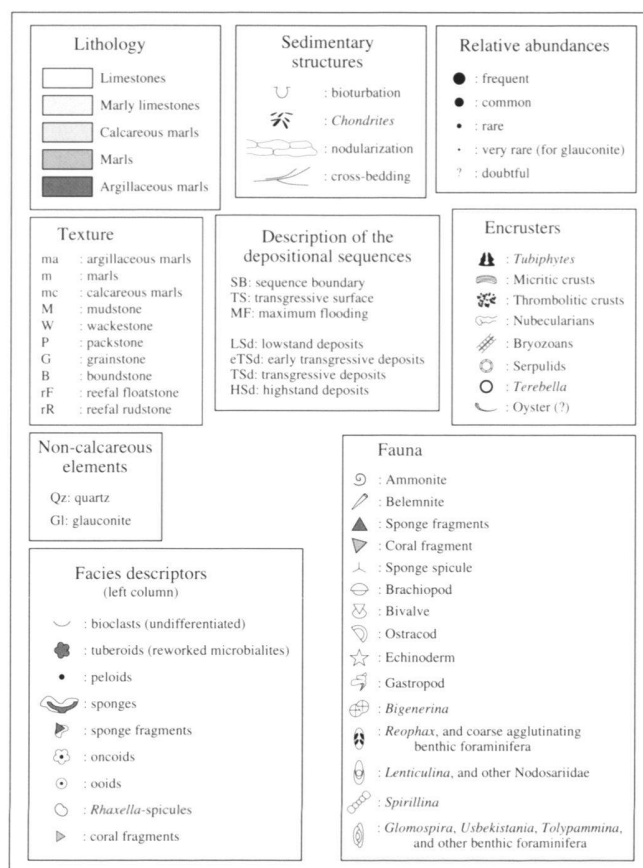 Lithology
Limestones
Marly limestones
Calcareous marls
Marls
Argillaceous marls
Sedimentary
structures
: bioturbation
: Chondrites
: nodularization
: cross-bedding
Relative abundances
: frequent
: common
: rare
: very rare (for glauconite)
? : doubtful
Texture
ma : argillaceous marls
m : marls
mc : calcareous marls
M : mudstone
W : wackestone
P : packstone
G : grainstone
B : boundstone
rF : reefal floatstone
rR : reefal rudstone
Description of the
depositional sequences
SB: sequence boundary
TS: transgressive surface
MF: maximum flooding
LSd: lowstand deposits
eTSd: early transgressive deposits
TSd: transgressive deposits
HSd: highstand deposits
Encrusters
: Tubiphytes
: Micritic crusts
: Thrombolitic crusts
: Nubecularians
: Bryozoans
: Serpulids
: Terebella
: Oyster (?)
Non-calcareous
elements
Qz: quartz
Gl: glauconite
Facies descriptors
(left column)
: bioclasts (undifferentiated)
: tuberoids (reworked microbialites)
: peloids
: sponges
: sponge fragments
: oncoids
: ooids
: Rhaxella-spicules
: coral fragments
Fauna
: Ammonite
: Belemnite
: Sponge fragments
: Coral fragment
: Sponge spicule
: Brachiopod
: Bivalve
: Ostracod
: Echinoderm
: Gastropod
: Bigenerina
: Reophax, and coarse agglutinating
benthic foraminifera
: Lenticulina, and other Nodosariidae
: Spirillina
: Glomospira, Usbekistania, Tolypammina,
and other benthic foraminifera